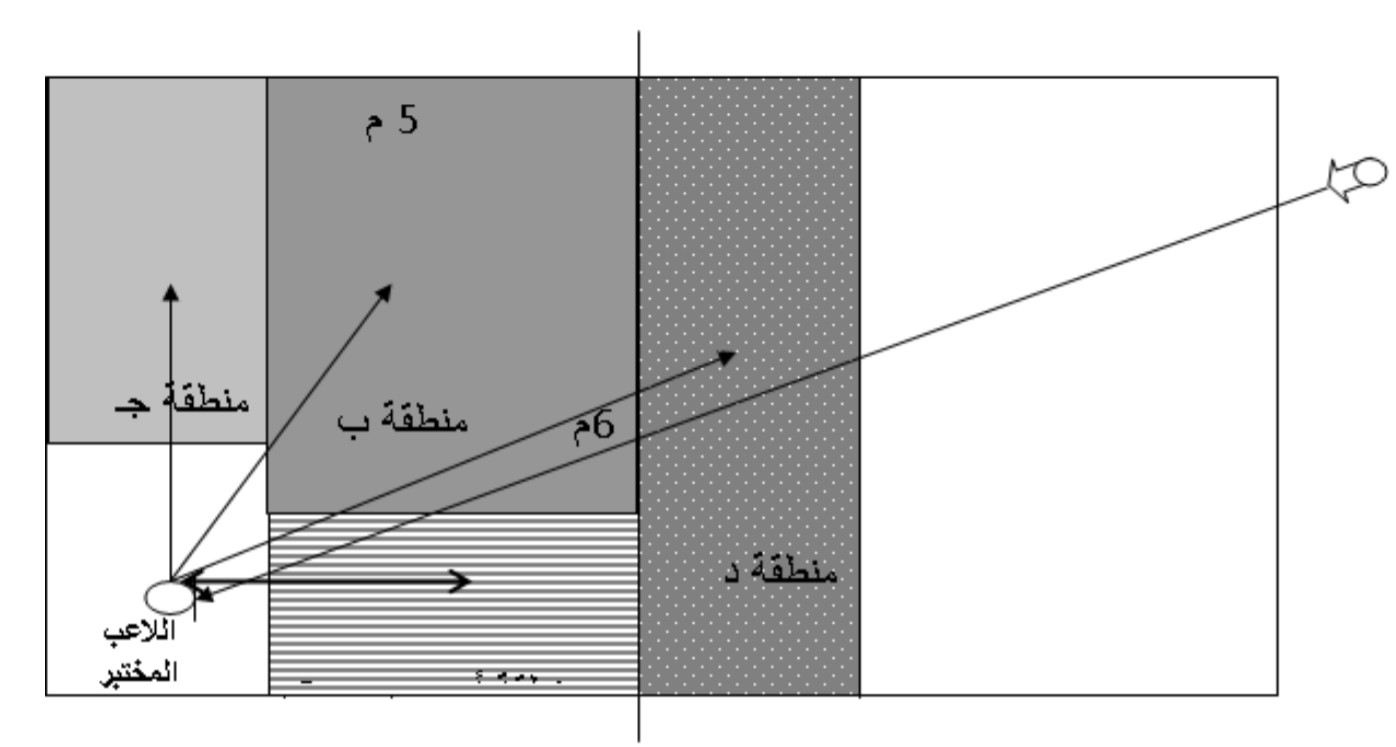 5 م
منطقة جـ
منطقة ب
6م
منطقة د
اللاعب
المختبر